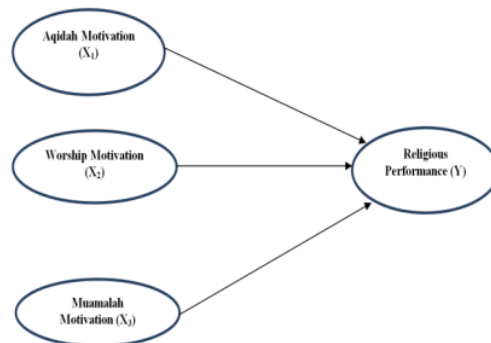 Aqidah Motivation
(X₁)
Worship Motivation
(X₂)
Religious
Performance (Y)
Muamalah
Motivation (X₃)